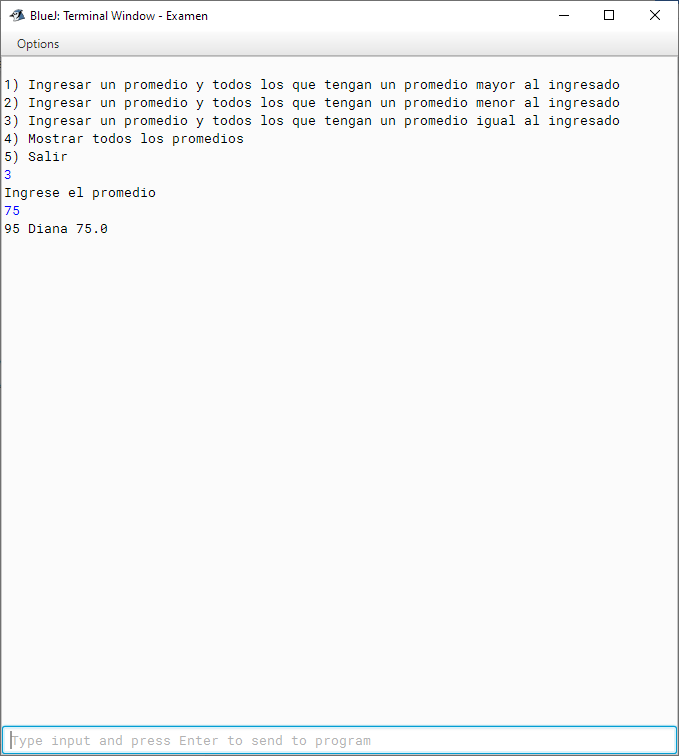 BlueJ: Terminal Window - Examen
Options
1) Ingresar un promedio y todos los que tengan un promedio mayor al ingresado
2) Ingresar un promedio y todos los que tengan un promedio menor al ingresado
3) Ingresar un promedio y todos los que tengan un promedio igual al ingresado
4) Mostrar todos los promedios
5) Salir
3
Ingrese el promedio
75
95 Diana 75.0
Type input and press Enter to send to program